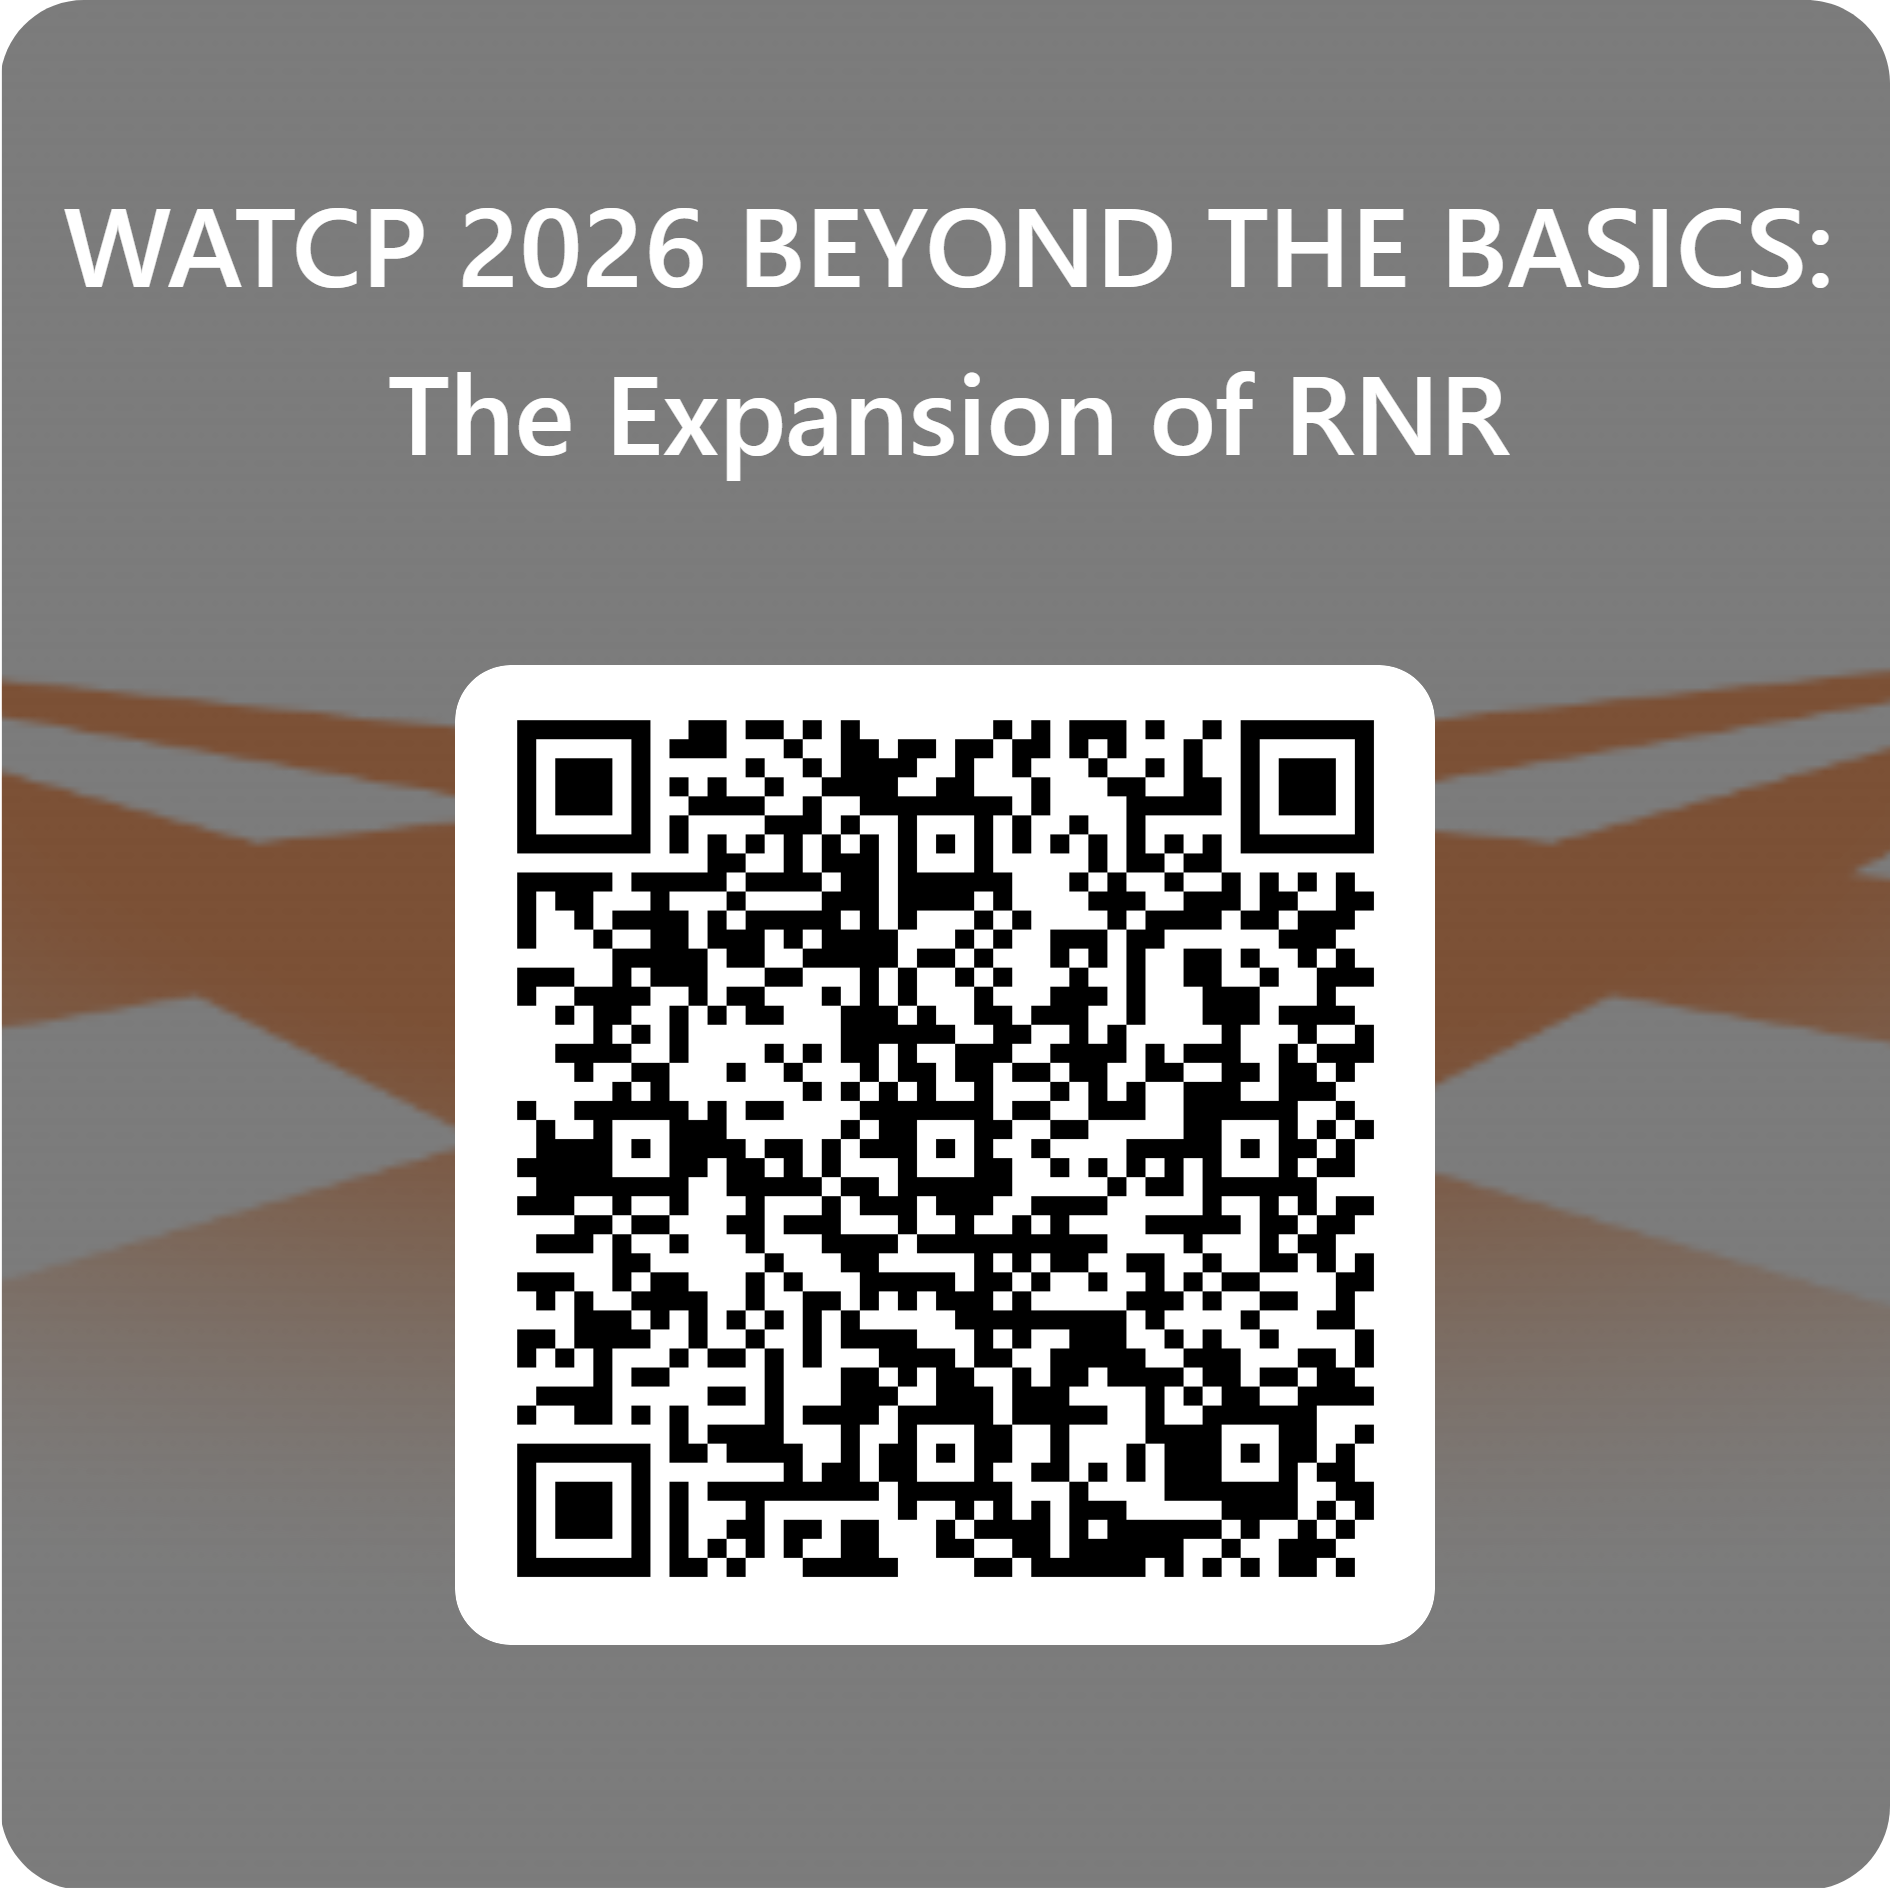 WATCP 2026 BEYOND THE BASICS:
The Expansion of RNR